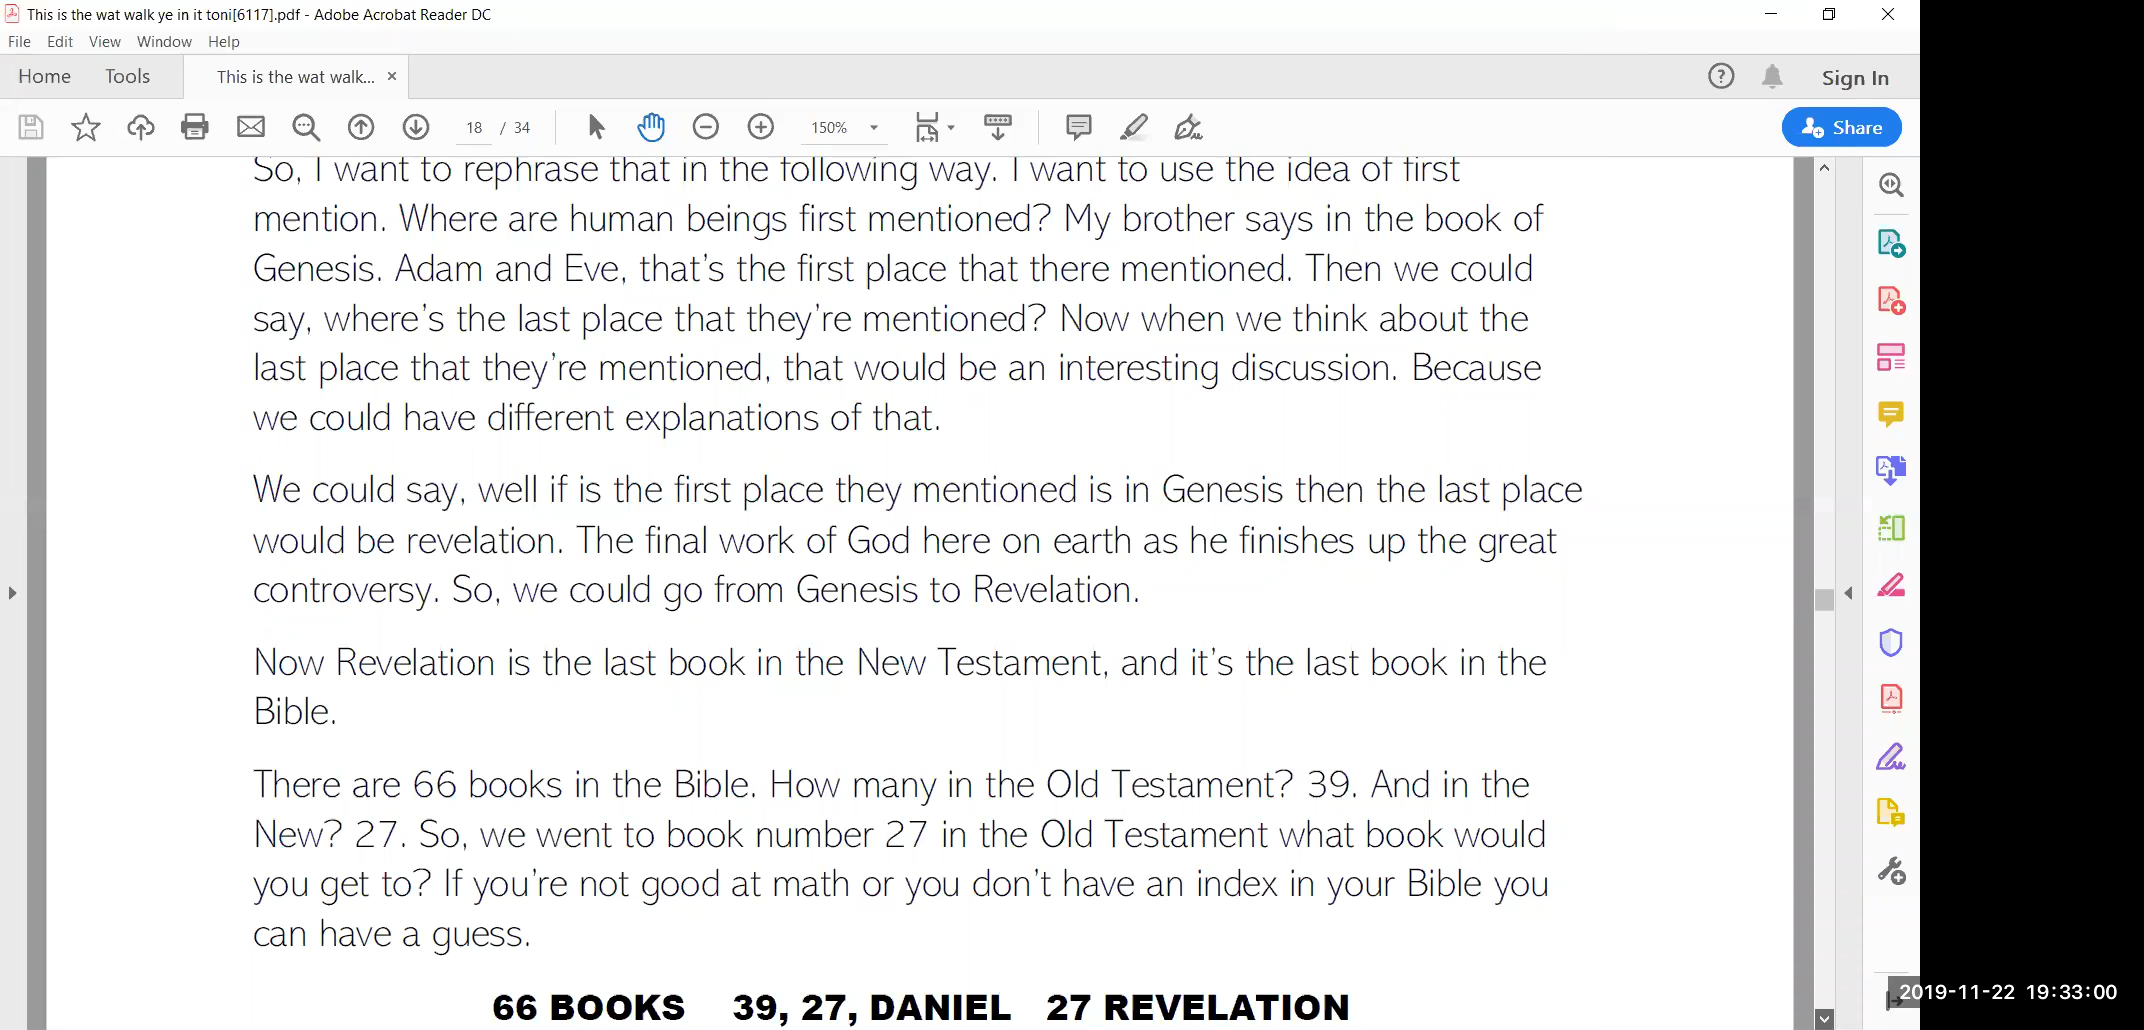 This is the wat walk ye in it toni[6117].pdf - Adobe Acrobat Reader DC
File Edit View Window Help
Home Tools This is the wat walk... × Sign In
18 / 34 150% Share
So, I want to rephrase that in the following way. I want to use the idea of first
mention. Where are human beings first mentioned? My brother says in the book of
Genesis. Adam and Eve, that's the first place that there mentioned. Then we could
say, where's the last place that they're mentioned? Now when we think about the
last place that they're mentioned, that would be an interesting discussion. Because
we could have different explanations of that.
We could say, well if is the first place they mentioned is in Genesis then the last place
would be revelation. The final work of God here on earth as he finishes up the great
controversy. So, we could go from Genesis to Revelation.
Now Revelation is the last book in the New Testament, and it's the last book in the
Bible.
There are 66 books in the Bible. How many in the Old Testament? 39. And in the
New? 27. So, we went to book number 27 in the Old Testament what book would
you get to? If you're not good at math or you don't have an index in your Bible you
can have a guess.
66 BOOKS 39, 27, DANIEL 27 REVELATION
2019-11-22 19:33:00